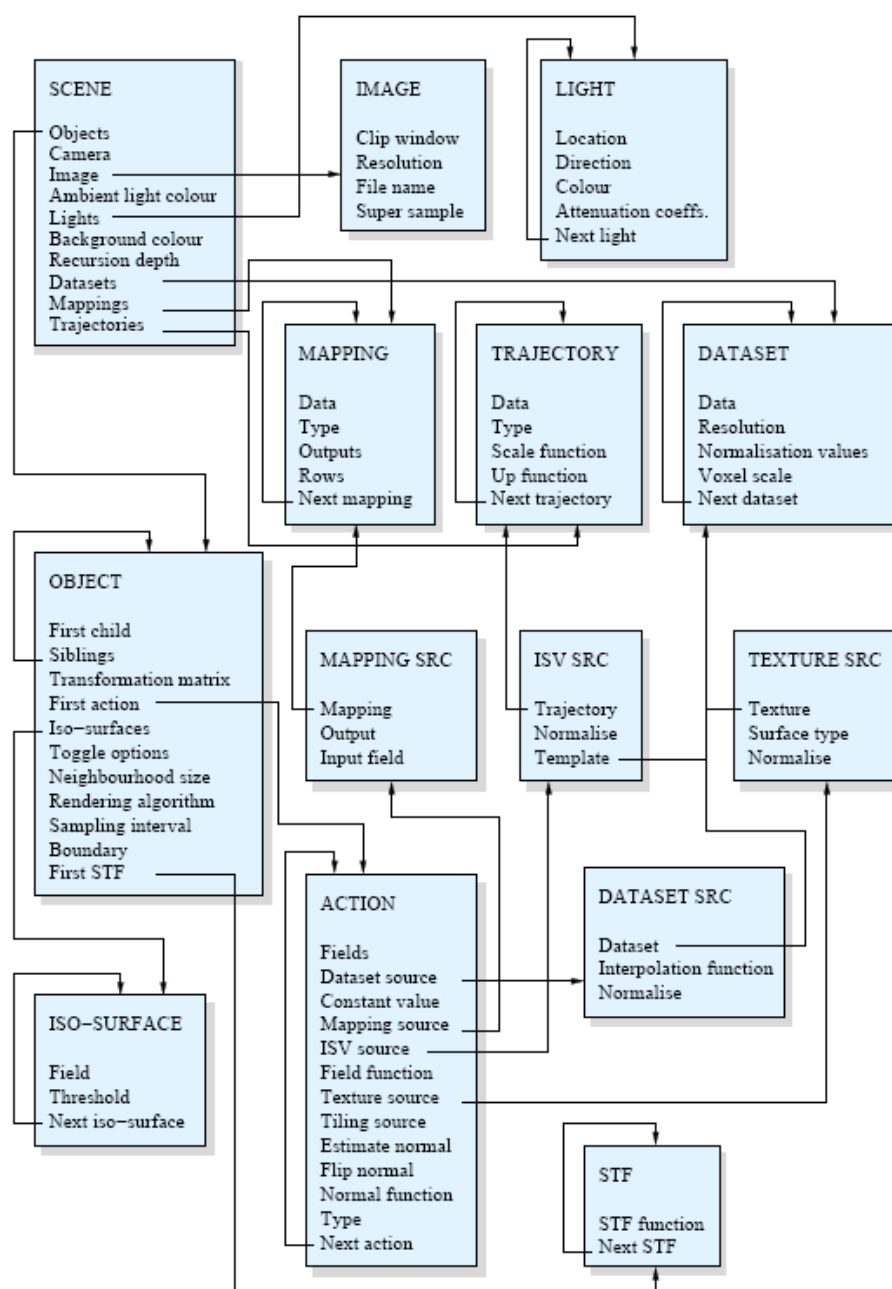 SCENE
Objects
Camera
Image
Ambient light colour
Lights
Background colour
Recursion depth
Datasets
Mappings
Trajectories
IMAGE
Clip window
Resolution
File name
Super sample
LIGHT
Location
Direction
Colour
Attenuation coeffs.
Next light
MAPPING
Data
Type
Outputs
Rows
Next mapping
TRAJECTORY
Data
Type
Scale function
Up function
Next trajectory
DATASET
Data
Resolution
Normalisation values
Voxel scale
Next dataset
OBJECT
First child
Siblings
Transformation matrix
First action
Iso−surfaces
Toggle options
Neighbourhood size
Rendering algorithm
Sampling interval
Boundary
First STF
MAPPING SRC
Mapping
Output
Input field
ISV SRC
Trajectory
Normalise
Template
TEXTURE SRC
Texture
Surface type
Normalise
ACTION
Fields
Dataset source
Constant value
Mapping source
ISV source
Field function
Texture source
Tiling source
Estimate normal
Flip normal
Normal function
Type
Next action
DATASET SRC
Dataset
Interpolation function
Normalise
ISO−SURFACE
Field
Threshold
Next iso−surface
STF
STF function
Next STF